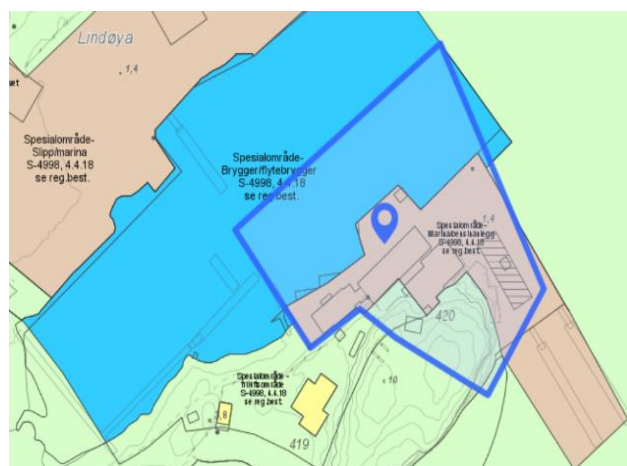 Lindøya
1,4
Spesialområde-
Slipp/marina
S-4998, 4.4.18
se reg.best.
Spesialområde-
Brygger/flytebrygger
S-4998, 4.4.18
se reg.best.
1,4
Spesialområde-
S-4998, 4.4.18
se reg.best.
420
Spesialområde-
friluftsområde
S-4998, 4.4.18
se reg.best.
10
419